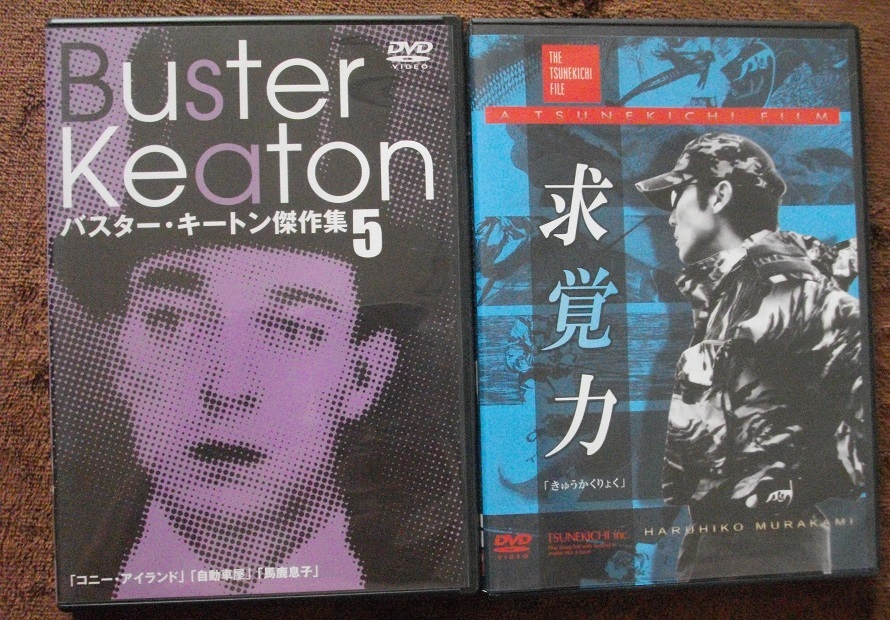 Buster
Keaton
バスター・キートン傑作集5
DVD
VIDEO
「コニー・アイランド」「自動車屋」「馬鹿息子」
THE
TSUNEKICHI
FILE
A TSUNEKICHI FILM
求覚力
「きゅうかくりょく」
HARUHIKO MURAKAMI
DVD
VIDEO
TSUNEKICHI Inc.